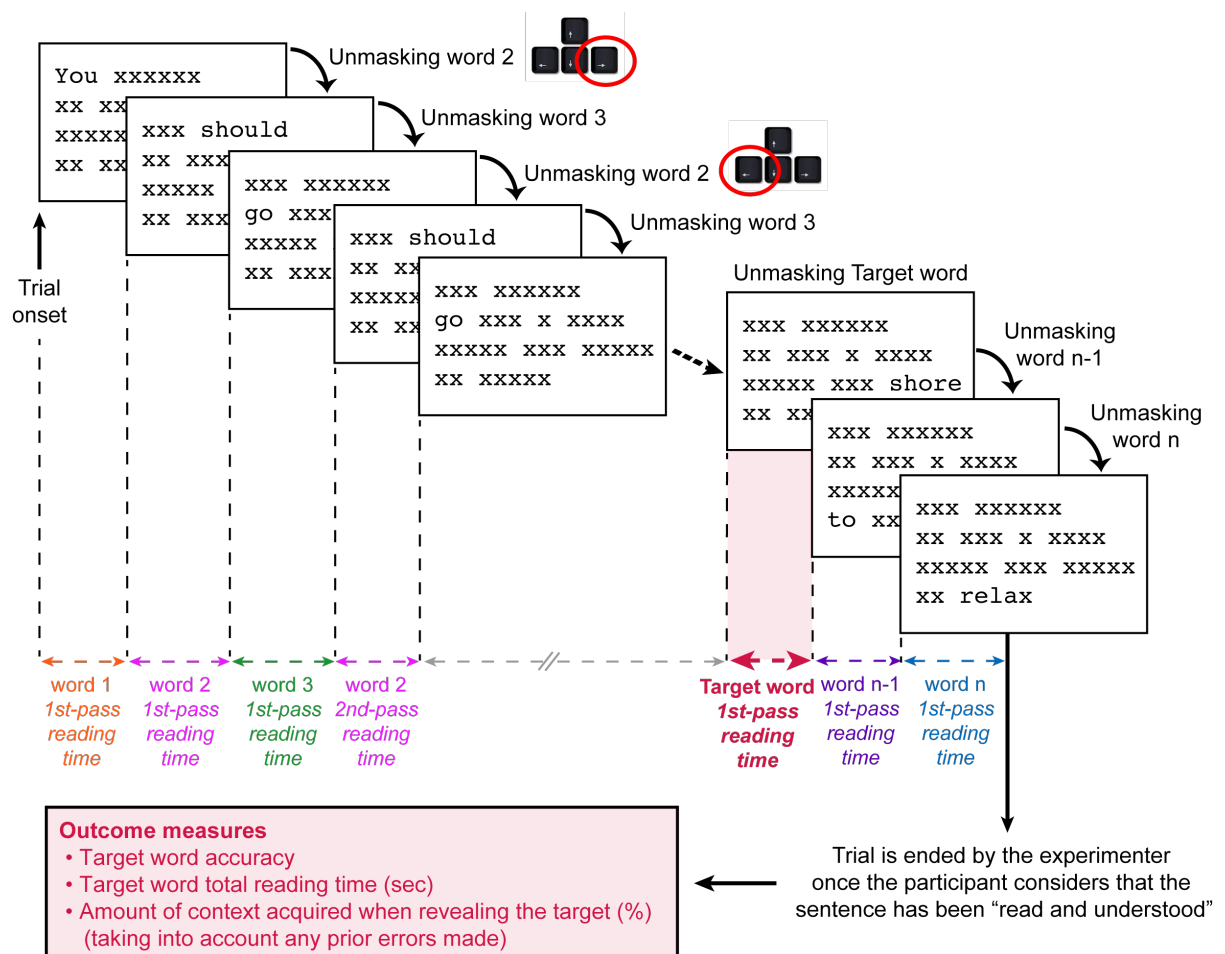 Unmasking word 2
You xxxxxx
xx xx
xxxxx
xx xx
Unmasking word 3
xxx should
xx xxx
xxxxx
xx xxx
Unmasking word 2
xxx xxxxxx
go xxx
xxxxx
xx xxx
Unmasking word 3
xxx should
xx xx
xxxxx
xx xx
xxx xxxxxx
go xxx x xxxx
xxxxx xxx xxxxx
xx xxxxx
Trial
onset
Unmasking Target word
xxx xxxxxx
xx xxx x xxxx
xxxxx xxx shore
xx xx
Unmasking
word n-1
xxx xxxxxx
xx xxx x xxxx
xxxxx
to xx
Unmasking
word n
xxx xxxxxx
xx xxx x xxxx
xxxxx xxx xxxxx
xx relax
word 1
1st-pass
reading
time
word 2
1st-pass
reading
time
word 3
1st-pass
reading
time
word 2
2nd-pass
reading
time
Target word
1st-pass
reading
time
word n-1
1st-pass
reading
time
word n
1st-pass
reading
time
Trial is ended by the experimenter
once the participant considers that the
sentence has been “read and understood”
Outcome measures
• Target word accuracy
• Target word total reading time (sec)
• Amount of context acquired when revealing the target (%)
(taking into account any prior errors made)